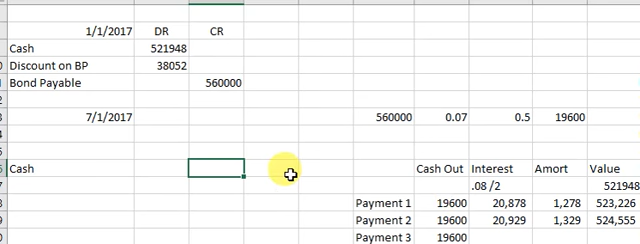 1/1/2017 DR CR
Cash 521948
Discount on BP 38052
Bond Payable 560000
7/1/2017 560000 0.07 0.5 19600
Cash Cash Out Interest Amort Value
.08 /2 521948
Payment 1 19600 20,878 1,278 523,226
Payment 2 19600 20,929 1,329 524,555
Payment 3 19600